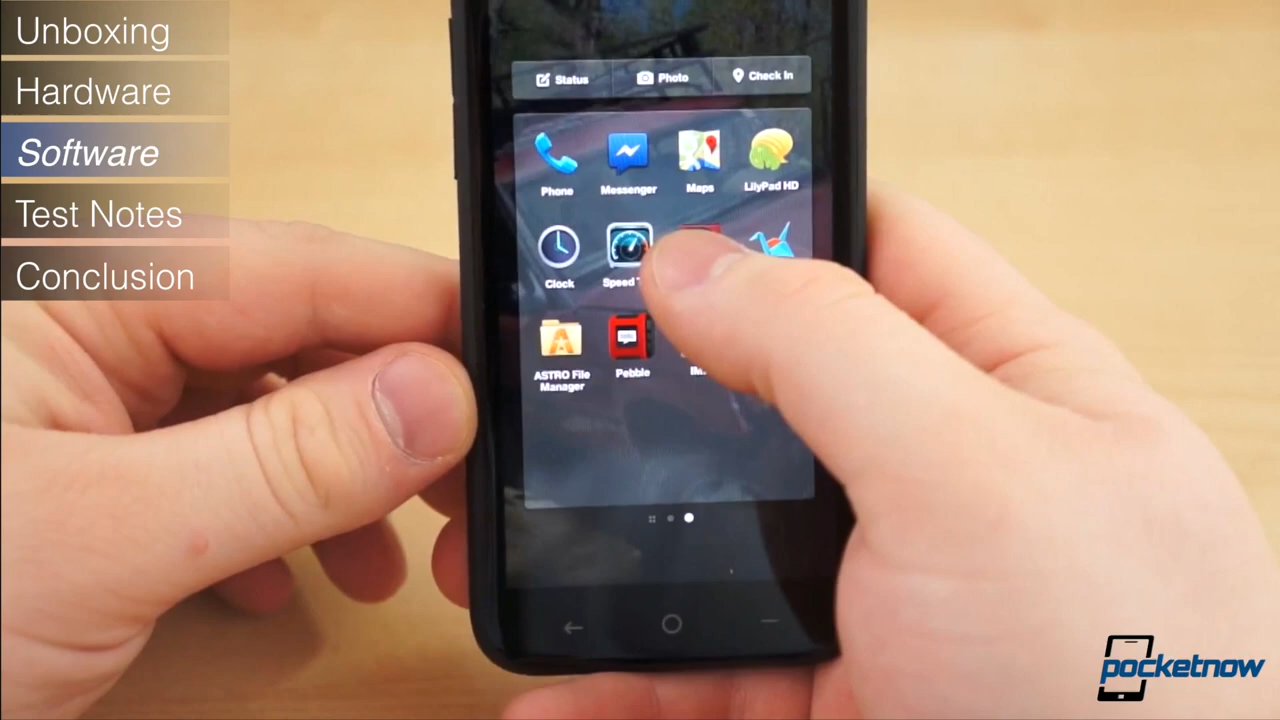 Unboxing
Hardware
Software
Test Notes
Conclusion
Status
Photo
Check In
Phone
Messenger
Maps
LilyPad HD
Clock
Speed
ASTRO File
Manager
Pebble
pocketnow